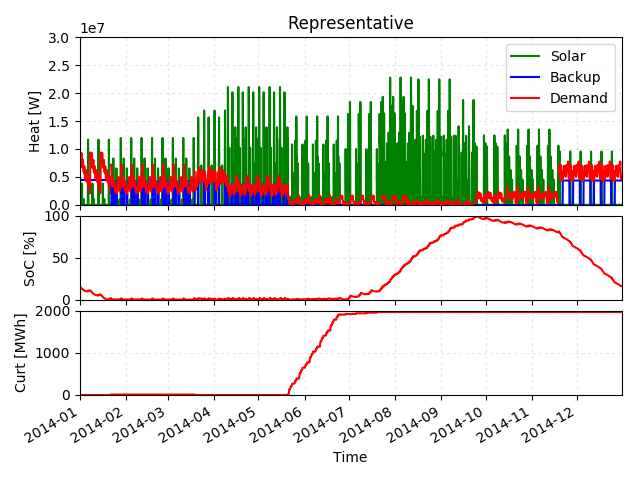 Representative
1e7
Heat [W]
3.0
2.5
2.0
1.5
1.0
0.5
0.0
Solar
Backup
Demand
SoC [%]
100
50
0
Curt [MWh]
2000
1000
0
2014-01
2014-02
2014-03
2014-04
2014-05
2014-06
2014-07
2014-08
2014-09
2014-10
2014-11
2014-12
Time